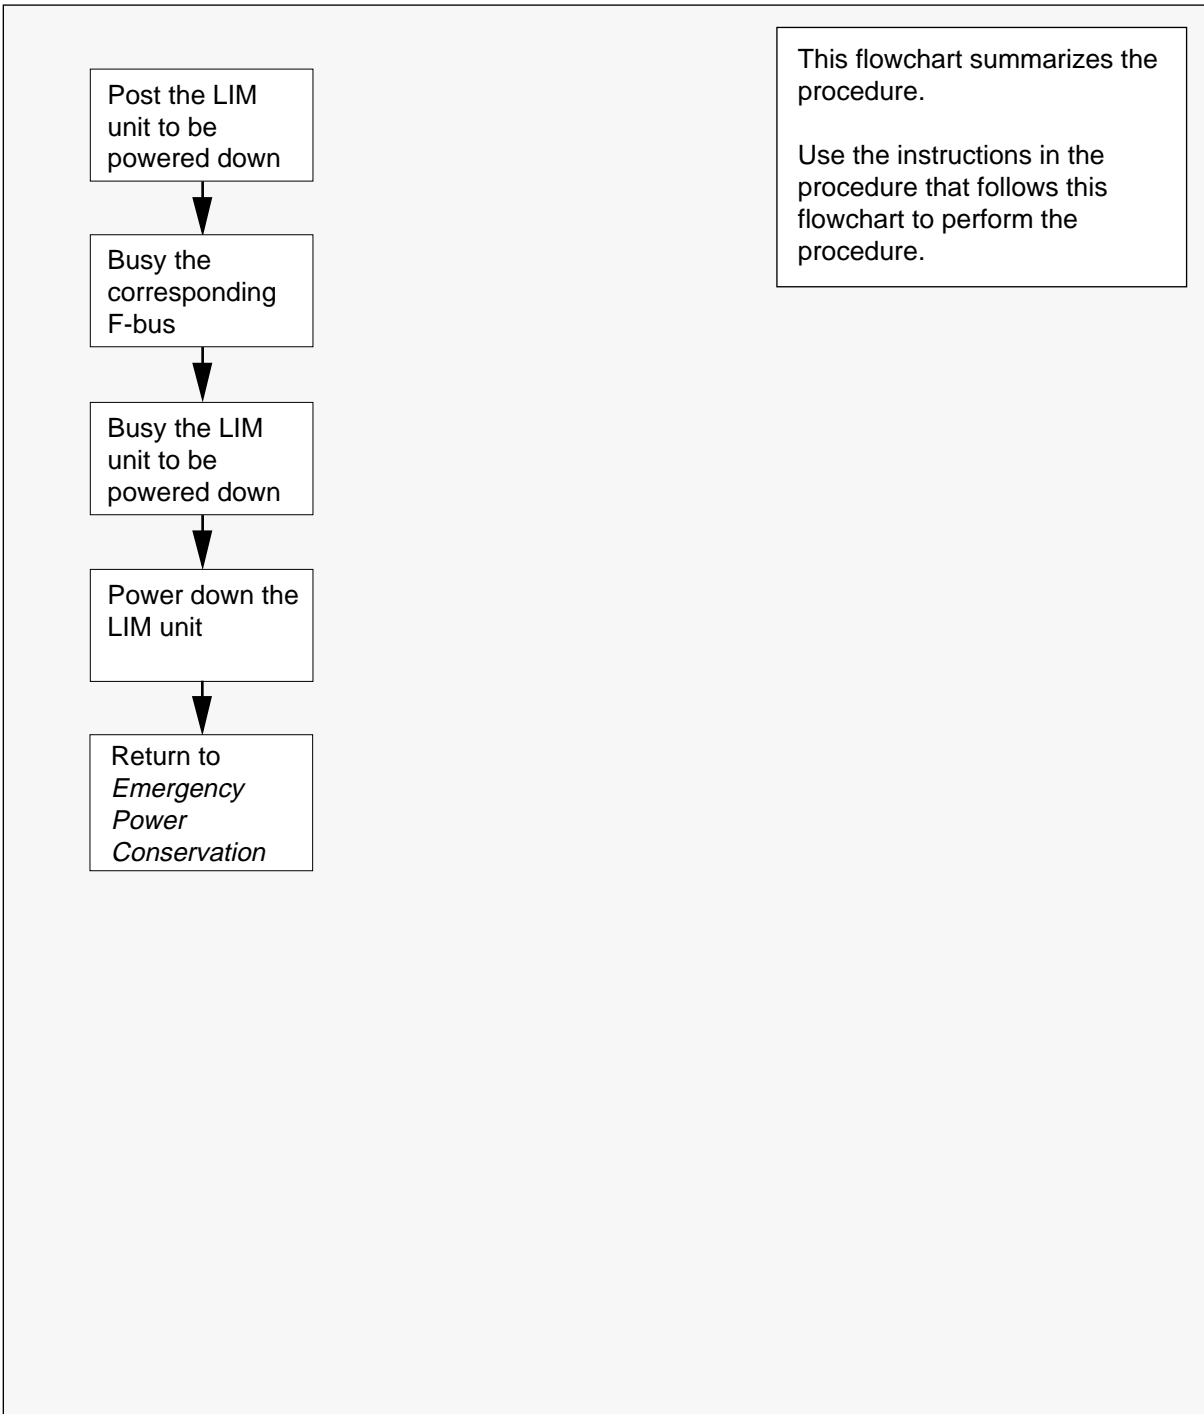 Post the LIM
unit to be
powered down
Busy the
corresponding
F-bus
Busy the LIM
unit to be
powered down
Power down the
LIM unit
Return to
Emergency
Power
Conservation
This flowchart summarizes the
procedure.
Use the instructions in the
procedure that follows this
flowchart to perform the
procedure.